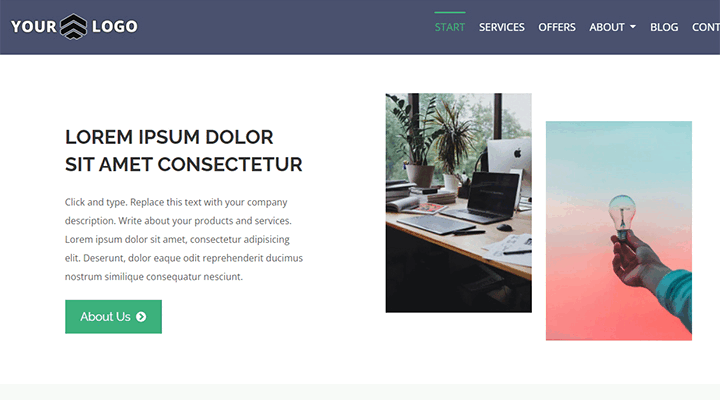 YOUR LOGO
START SERVICES OFFERS ABOUT BLOG CONT
LOREM IPSUM DOLOR
SIT AMET CONSECTETUR
Click and type. Replace this text with your company
description. Write about your products and services.
Lorem ipsum dolor sit amet, consectetur adipisicing
elit. Deserunt, dolor eaque odit reprehenderit ducimus
nostrum similique consequatur nesciunt.
About Us